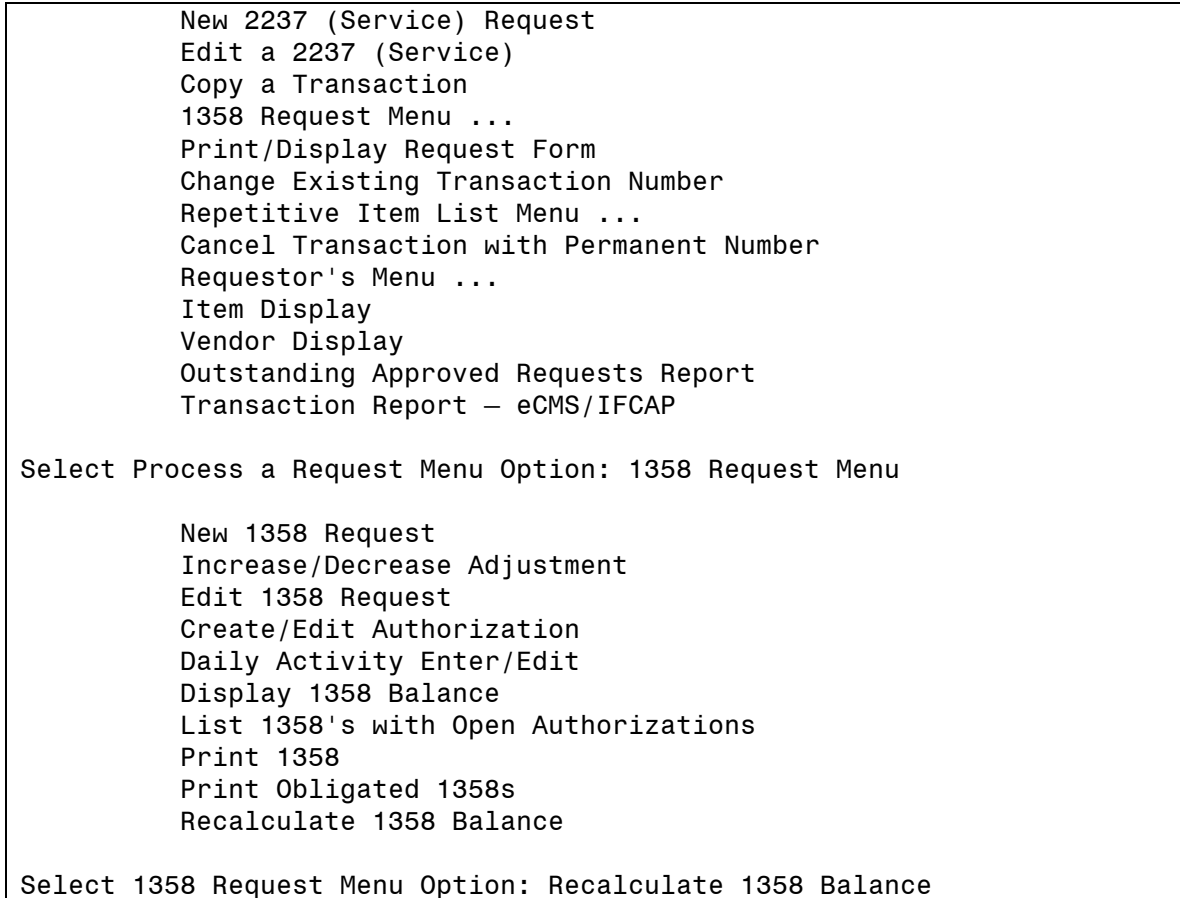 New 2237 (Service) Request
Edit a 2237 (Service)
Copy a Transaction
1358 Request Menu ...
Print/Display Request Form
Change Existing Transaction Number
Repetitive Item List Menu ...
Cancel Transaction with Permanent Number
Requestor's Menu ...
Item Display
Vendor Display
Outstanding Approved Requests Report
Transaction Report – eCMS/IFCAP
Select Process a Request Menu Option: 1358 Request Menu
New 1358 Request
Increase/Decrease Adjustment
Edit 1358 Request
Create/Edit Authorization
Daily Activity Enter/Edit
Display 1358 Balance
List 1358's with Open Authorizations
Print 1358
Print Obligated 1358s
Recalculate 1358 Balance
Select 1358 Request Menu Option: Recalculate 1358 Balance